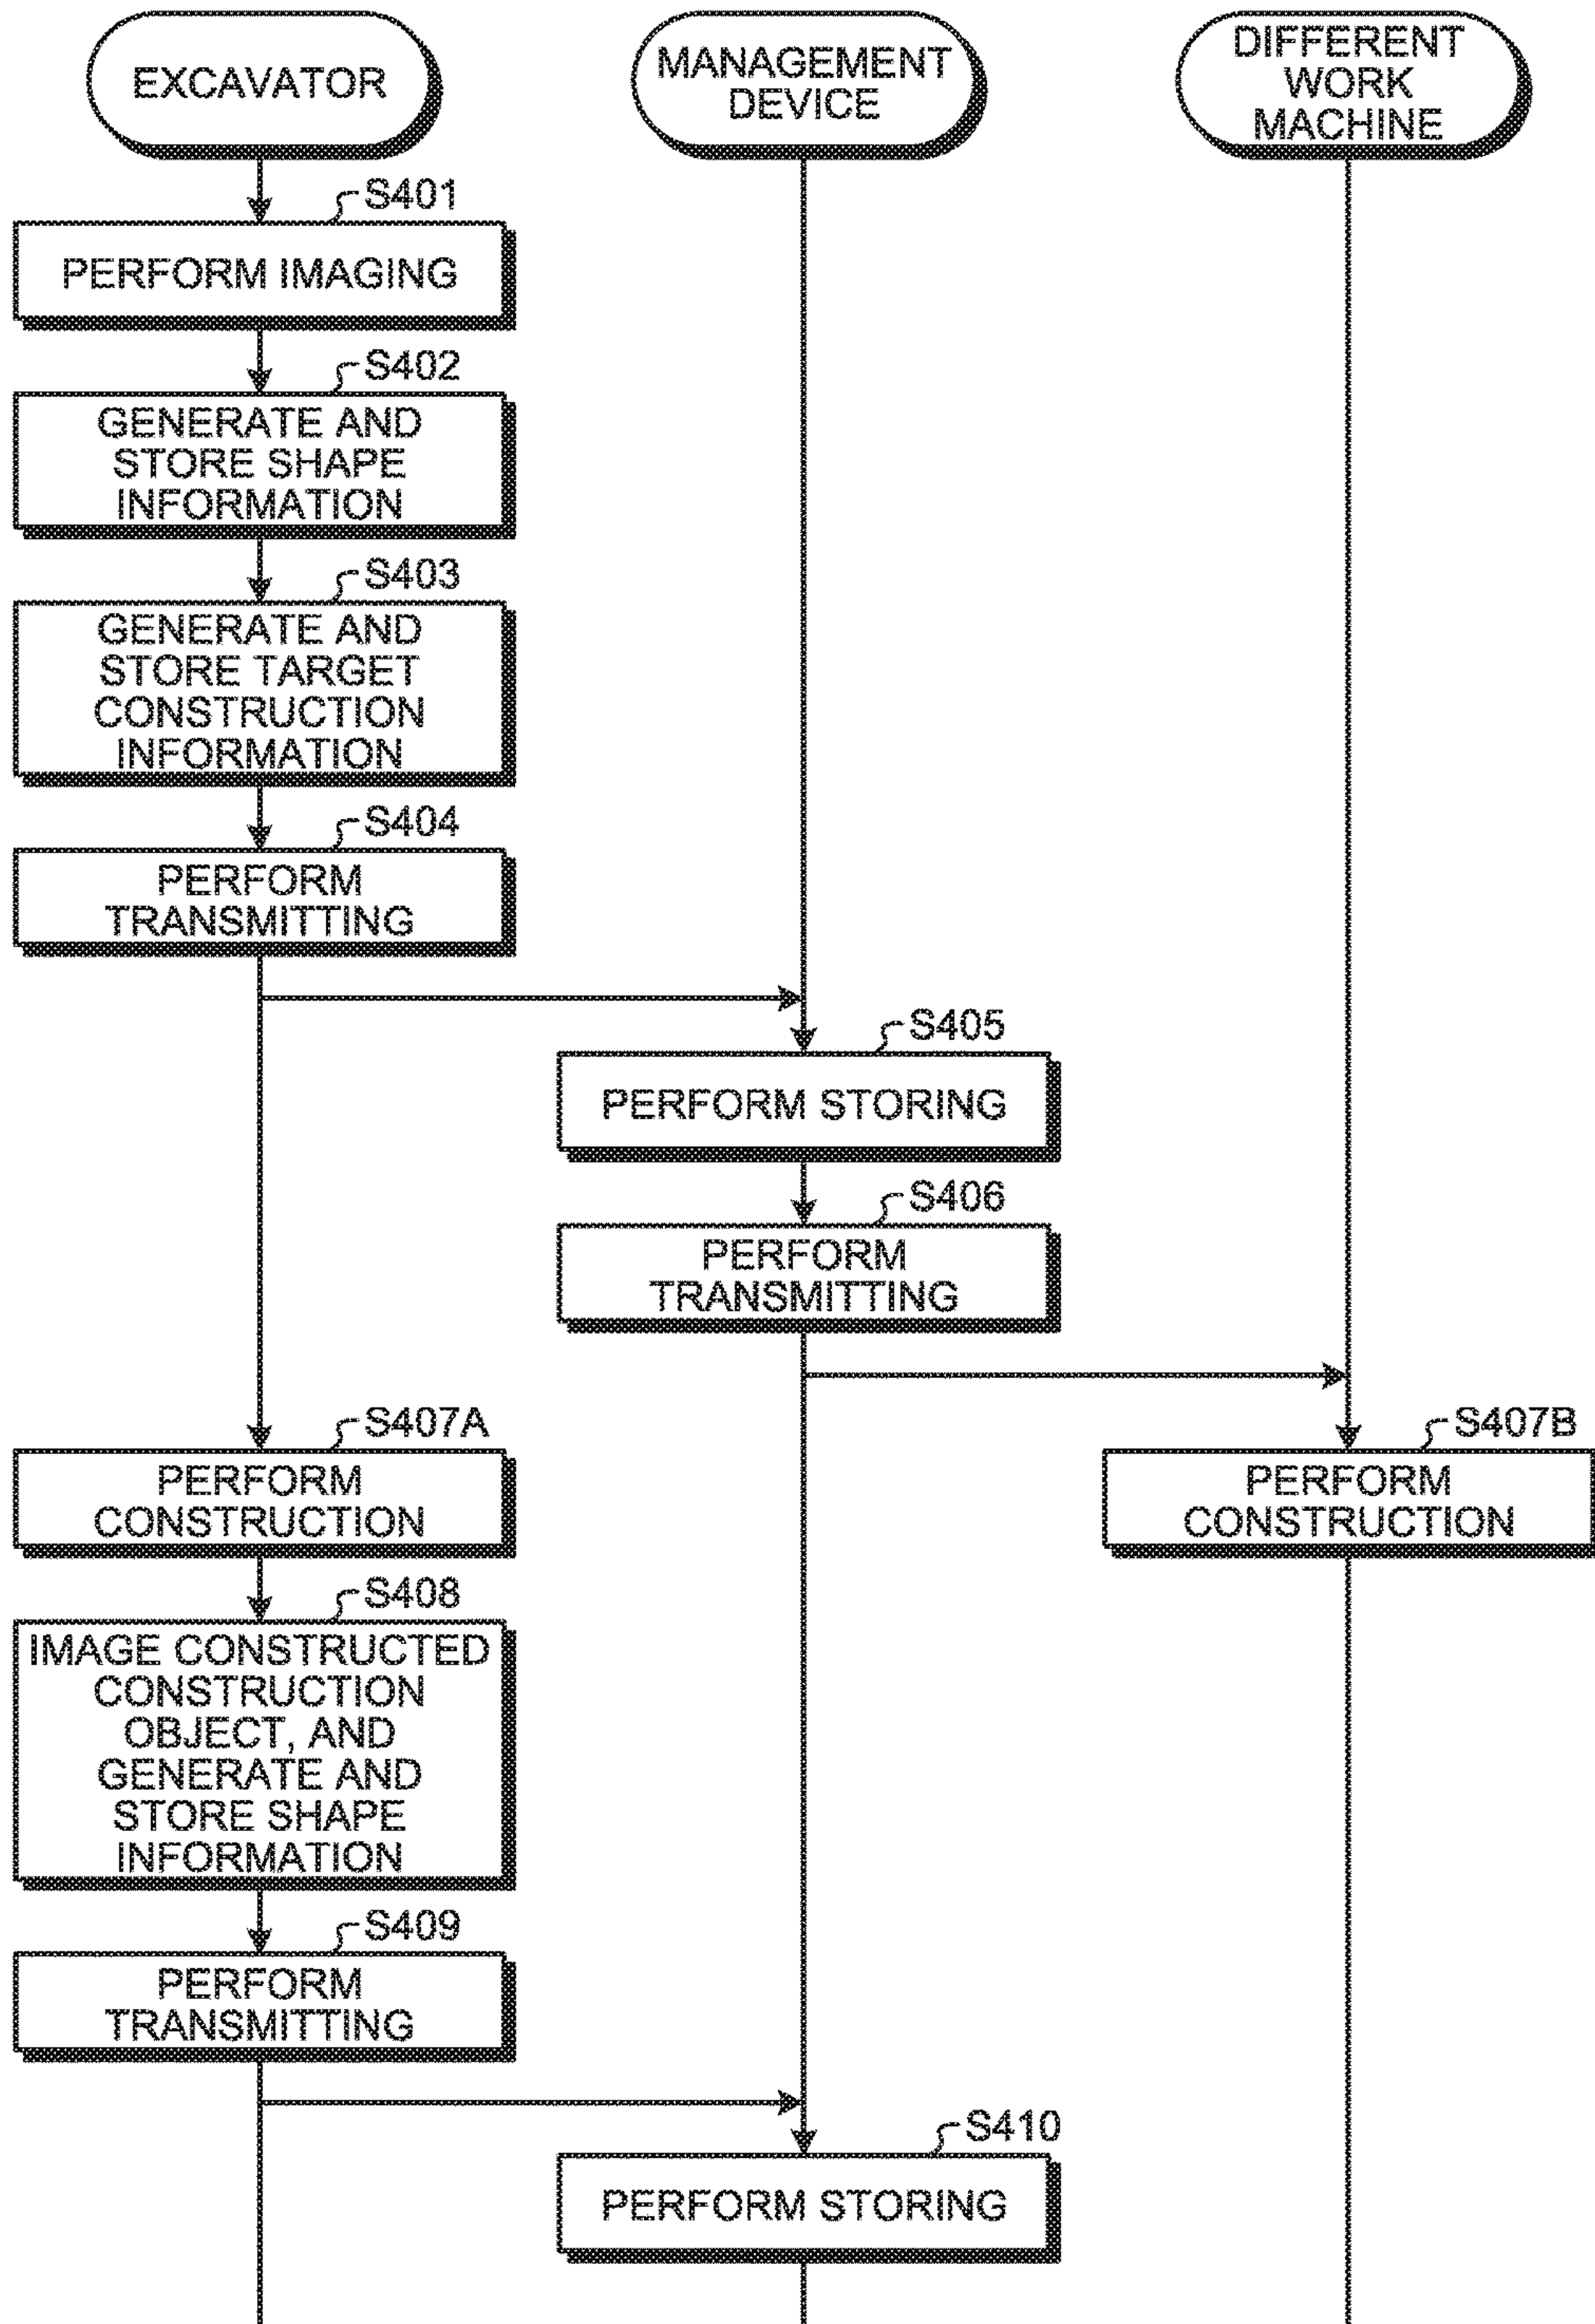 EXCAVATOR
MANAGEMENT
DEVICE
DIFFERENT
WORK
MACHINE
S401
PERFORM IMAGING
S402
GENERATE AND
STORE SHAPE
INFORMATION
S403
GENERATE AND
STORE TARGET
CONSTRUCTION
INFORMATION
S404
PERFORM
TRANSMITTING
S405
PERFORM STORING
S406
PERFORM
TRANSMITTING
S407A
PERFORM
CONSTRUCTION
S407B
PERFORM
CONSTRUCTION
S408
IMAGE CONSTRUCTED
CONSTRUCTION
OBJECT, AND
GENERATE AND
STORE SHAPE
INFORMATION
S409
PERFORM
TRANSMITTING
S410
PERFORM STORING